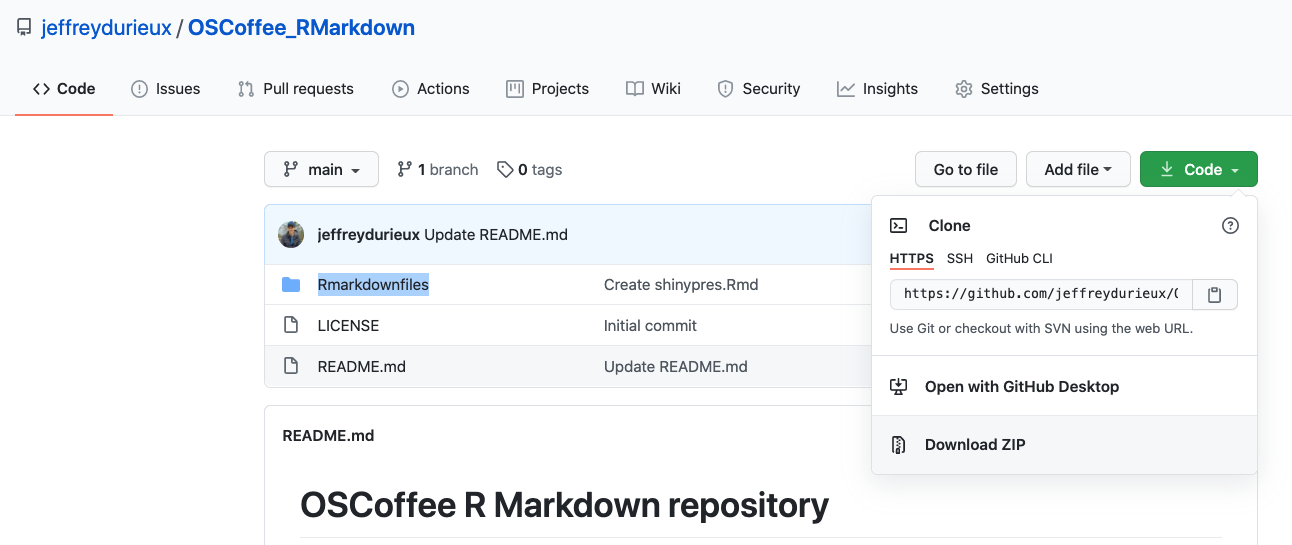 jeffreydurieux / OSCoffee_RMarkdown
Code Issues Pull requests Actions Projects Wiki Security Insights Settings
main 1 branch 0 tags Go to file Add file Code
jeffreydurieux Update README.md
Rmarkdownfiles Create shinypres.Rmd
LICENSE Initial commit
README.md Update README.md
Clone
HTTPS SSH GitHub CLI
https://github.com/jeffreydurieux/
Use Git or checkout with SVN using the web URL.
Open with GitHub Desktop
Download ZIP
README.md
OSCoffee R Markdown repository